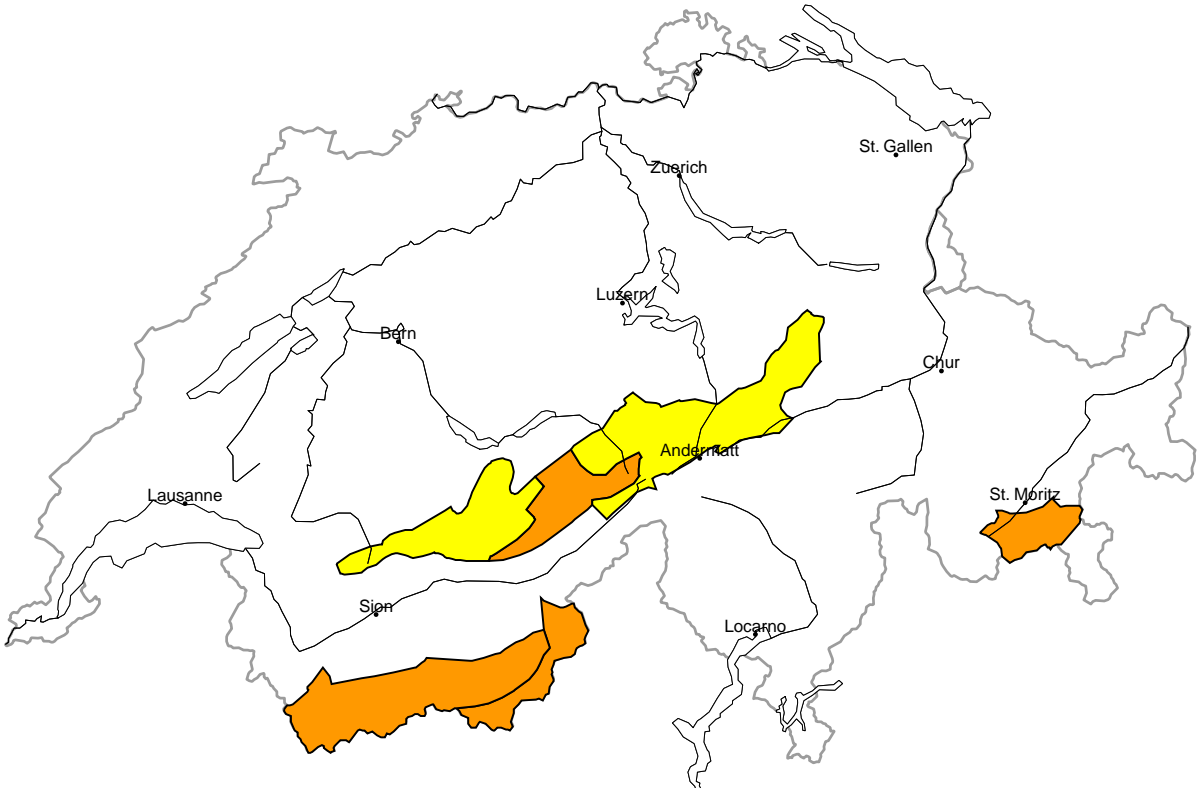 St. Gallen
Zuerich
Luzern
Bern
Chur
Andermatt
Lausanne
St. Moritz
Sion
Locarno